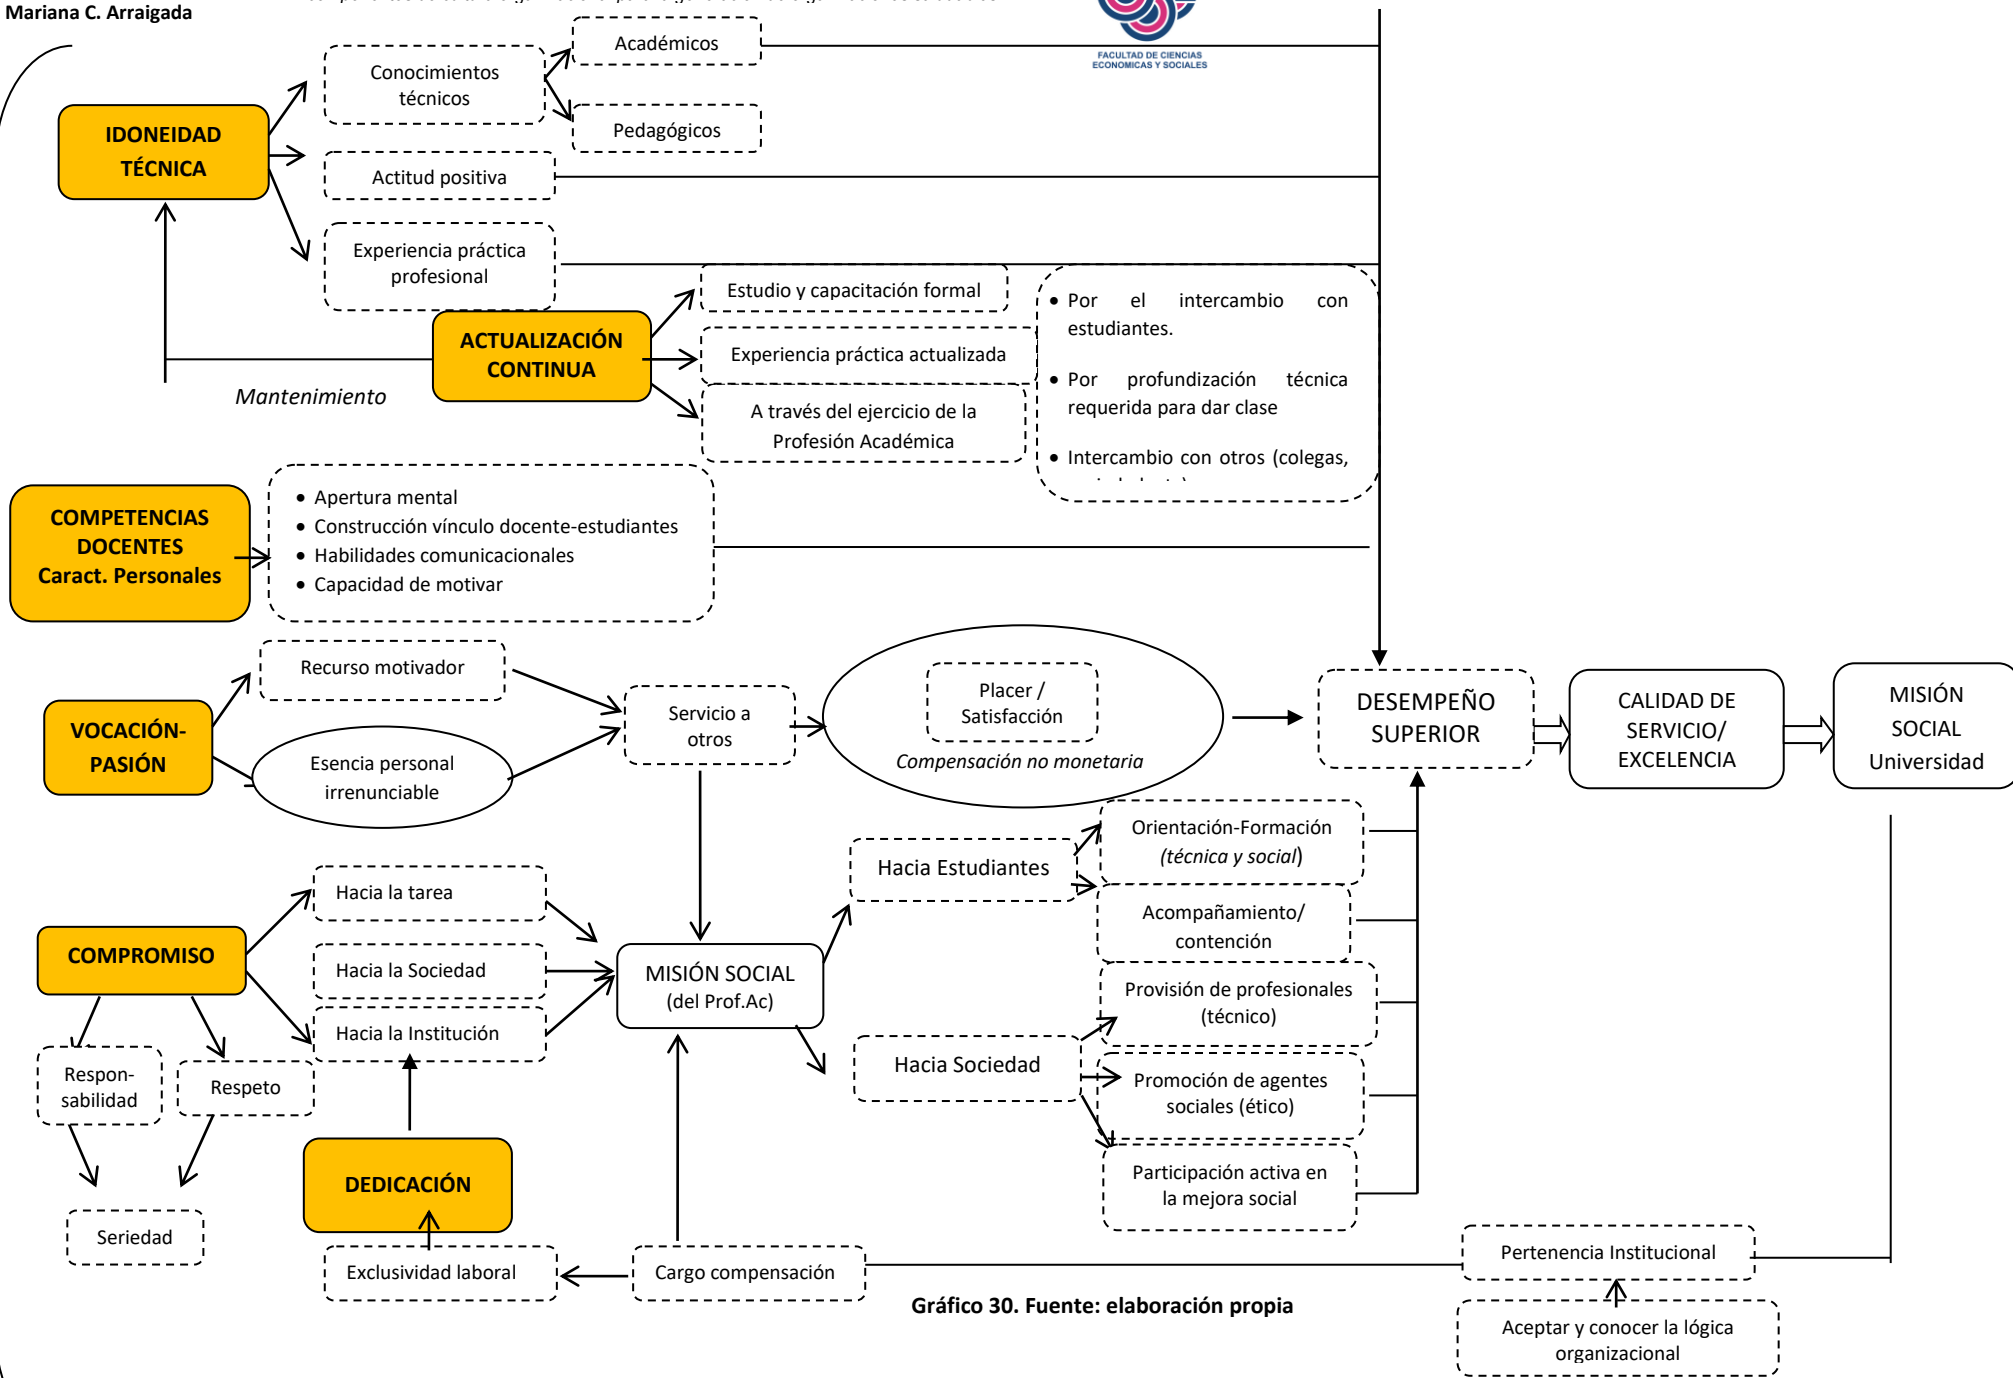 Mariana C. Arraigada
FACULTAD DE CIENCIAS
ECONOMICAS Y SOCIALES
Académicos
Conocimientos
técnicos
Pedagógicos
IDONEIDAD
TÉCNICA
Actitud positiva
Experiencia práctica
profesional
Estudio y capacitación formal
ACTUALIZACIÓN
CONTINUA
Experiencia práctica actualizada
A través del ejercicio de la
Profesión Académica
Mantenimiento
• Por el intercambio con
estudiantes.
• Por profundización técnica
requerida para dar clase
• Intercambio con otros (colegas,
COMPETENCIAS
DOCENTES
Caract. Personales
• Apertura mental
• Construcción vínculo docente-estudiantes
• Habilidades comunicacionales
• Capacidad de motivar
Recurso motivador
VOCACIÓN-
PASIÓN
Esencia personal
irrenunciable
Servicio a
otros
Placer /
Satisfacción
Compensación no monetaria
DESEMPEÑO
SUPERIOR
CALIDAD DE
SERVICIO/
EXCELENCIA
MISIÓN
SOCIAL
Universidad
Orientación-Formación
(técnica y social)
Hacia Estudiantes
Acompañamiento/
contención
Hacia la tarea
COMPROMISO
Hacia la Sociedad
Hacia la Institución
MISIÓN SOCIAL
(del Prof.Ac)
Provisión de profesionales
(técnico)
Hacia Sociedad
Promoción de agentes
sociales (ético)
Participación activa en
la mejora social
Respon-
sabilidad
Respeto
DEDICACIÓN
Seriedad
Exclusividad laboral
Cargo compensación
Pertenencia Institucional
Gráfico 30. Fuente: elaboración propia
Aceptar y conocer la lógica
organizacional